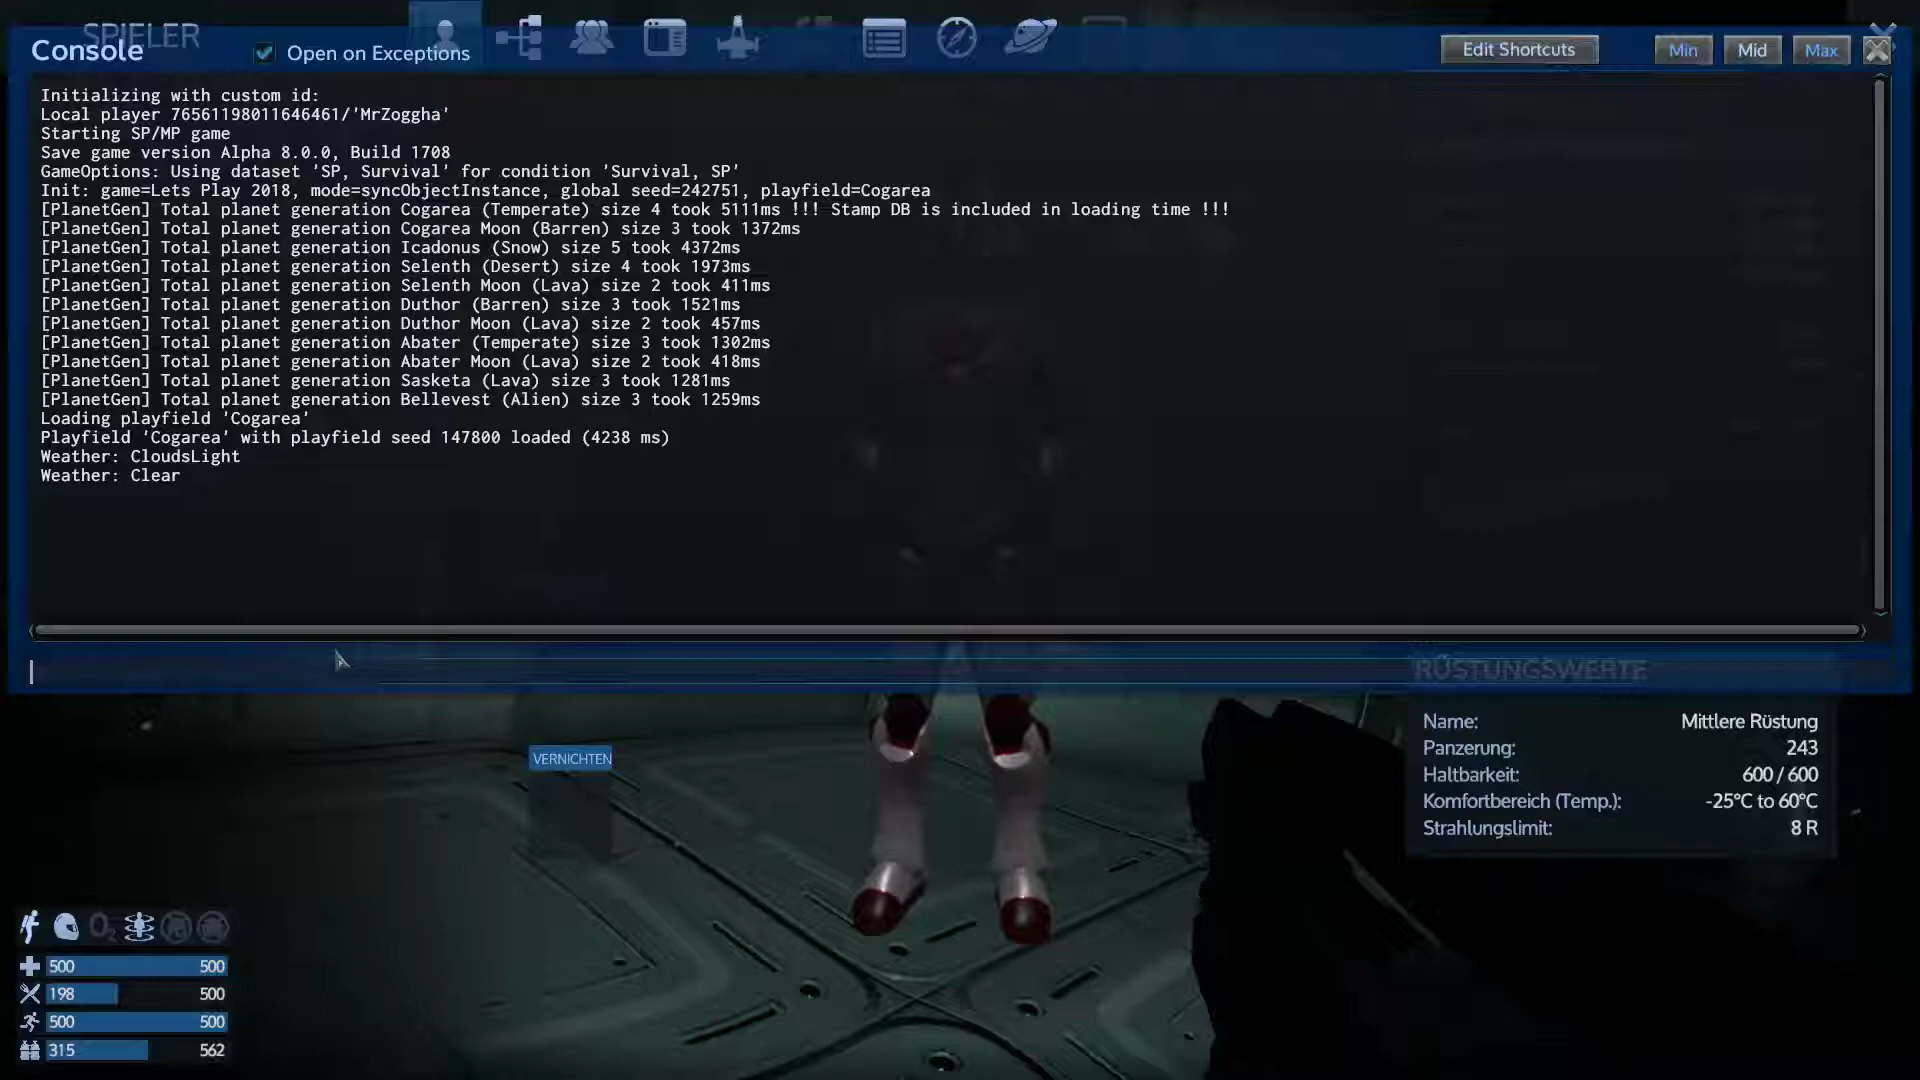 SPIELER
Console
Open on Exceptions
Edit Shortcuts
Min
Mid
Max
Initializing with custom id:
Local player 76561198011646461/'MrZoggha'
Starting SP/MP game
Save game version Alpha 8.0.0, Build 1708
GameOptions: Using dataset 'SP, Survival' for condition 'Survival, SP'
Init: game=Lets Play 2018, mode=syncObjectInstance, global seed=242751, playfield=Cogarea
[PlanetGen] Total planet generation Cogarea (Temperate) size 4 took 5111ms !!! Stamp DB is included in loading time !!!
[PlanetGen] Total planet generation Cogarea Moon (Barren) size 3 took 1372ms
[PlanetGen] Total planet generation Icadonus (Snow) size 5 took 4372ms
[PlanetGen] Total planet generation Selenth (Desert) size 4 took 1973ms
[PlanetGen] Total planet generation Selenth Moon (Lava) size 2 took 411ms
[PlanetGen] Total planet generation Duthor (Barren) size 3 took 1521ms
[PlanetGen] Total planet generation Duthor Moon (Lava) size 2 took 457ms
[PlanetGen] Total planet generation Abater (Temperate) size 3 took 1302ms
[PlanetGen] Total planet generation Abater Moon (Lava) size 2 took 418ms
[PlanetGen] Total planet generation Sasketa (Lava) size 3 took 1281ms
[PlanetGen] Total planet generation Bellevest (Alien) size 3 took 1259ms
Loading playfield 'Cogarea'
Playfield 'Cogarea' with playfield seed 147800 loaded (4238 ms)
Weather: CloudsLight
Weather: Clear
RÜSTUNGSWERTE
Name: Mittlere Rüstung
Panzerung: 243
Haltbarkeit: 600 / 600
Komfortbereich (Temp.): -25°C to 60°C
Strahlungslimit: 8 R
VERNICHTEN
O2
500 500
198 500
500 500
315 562